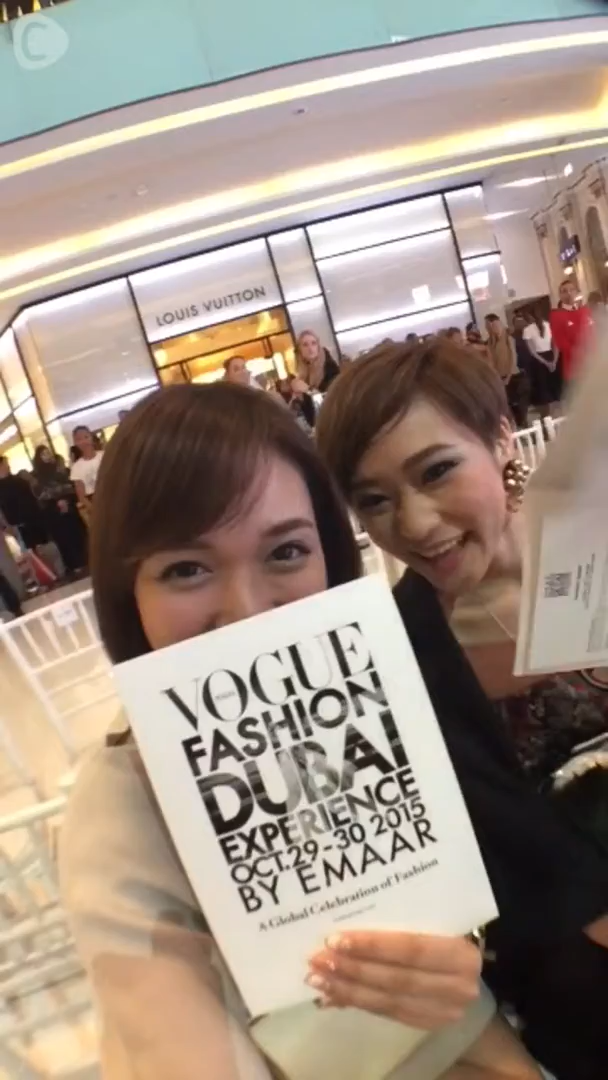 LOUIS VUITTON
VOGUE
FASHION
DUBAI
EXPERIENCE
OCT.29-30 2015
BY EMAAR
A Global Celebration of Fashion